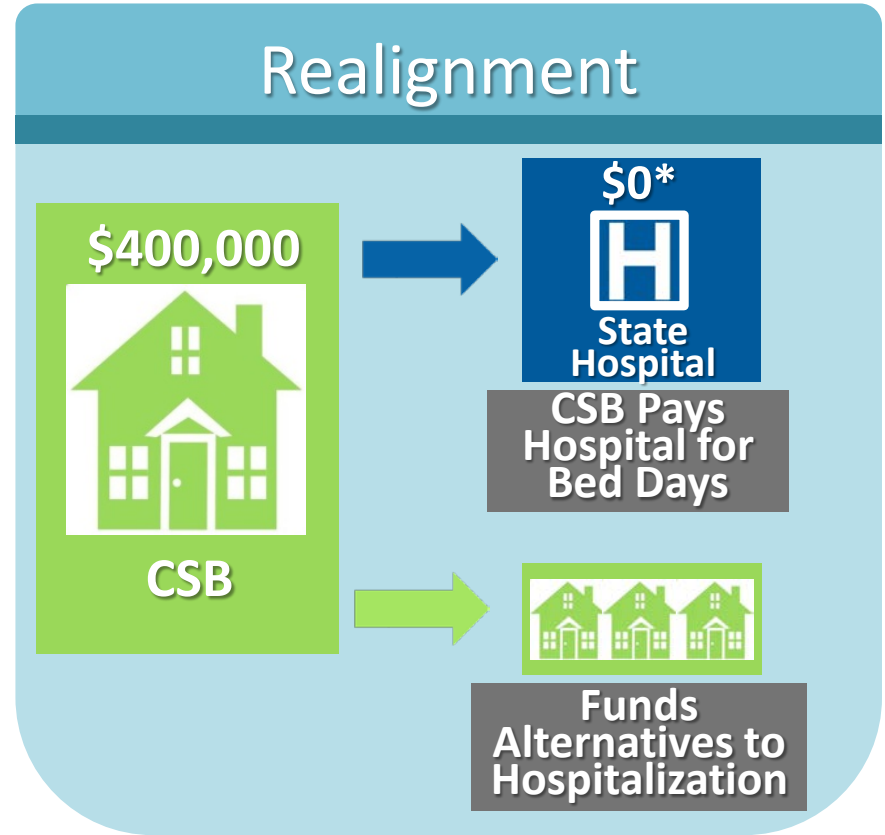 Realignment
$400,000
CSB
$0*
H
State
Hospital
CSB Pays
Hospital for
Bed Days
Funds
Alternatives to
Hospitalization